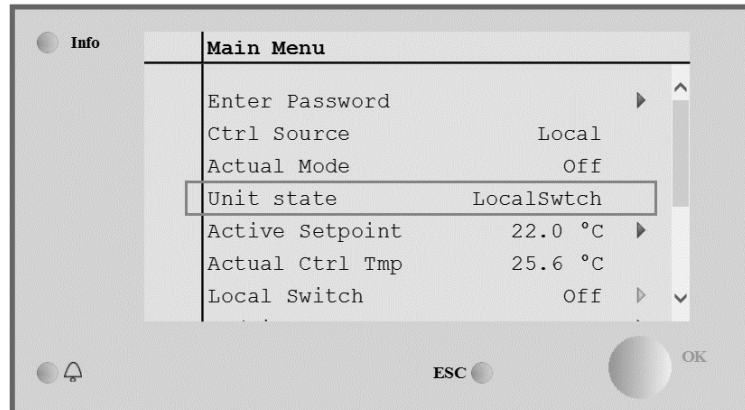 Info
Main Menu
Enter Password
Ctrl Source Local
Actual Mode Off
Unit state LocalSwtch
Active Setpoint 22.0 °C
Actual Ctrl Tmp 25.6 °C
Local Switch Off
ESC
OK